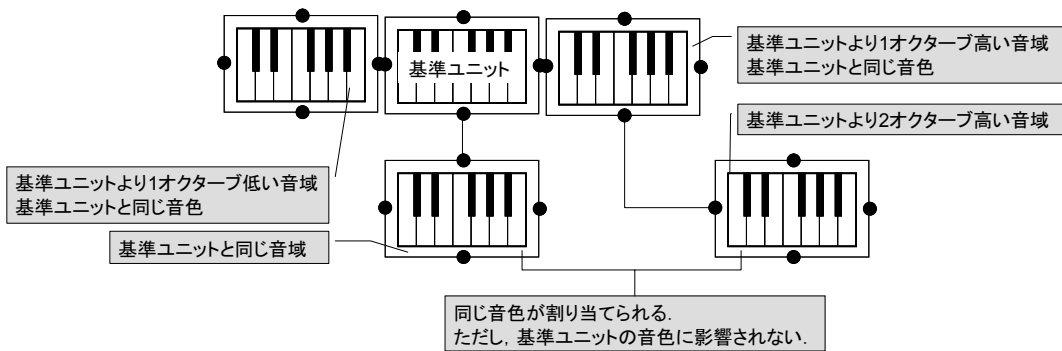 基準ユニット
基準ユニットより1オクターブ高い音域
基準ユニットと同じ音色
基準ユニットより2オクターブ高い音域
基準ユニットより1オクターブ低い音域
基準ユニットと同じ音色
基準ユニットと同じ音域
同じ音色が割り当てられる.
ただし, 基準ユニットの音色に影響されない.